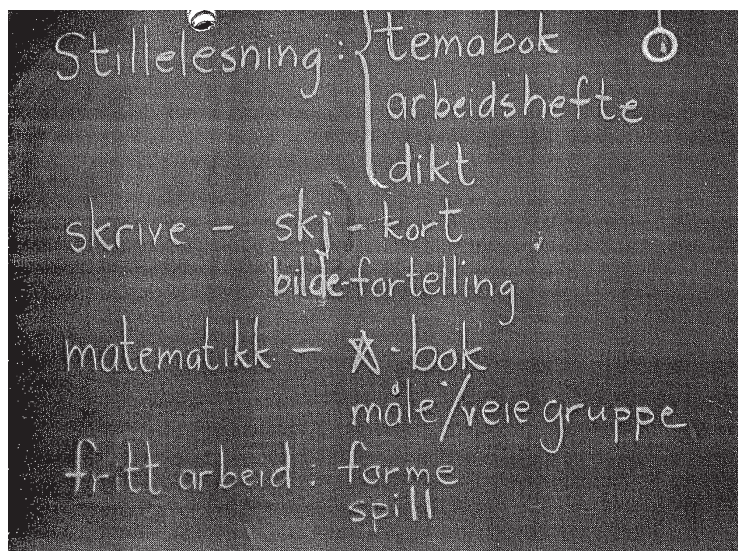 Stillelesning : { temabok
arbeidshefte
dikt
skrive - skj - kort
bilde-fortelling
matematikk - ☆ - bok
måle/veie gruppe
fritt arbeid : forme
spill